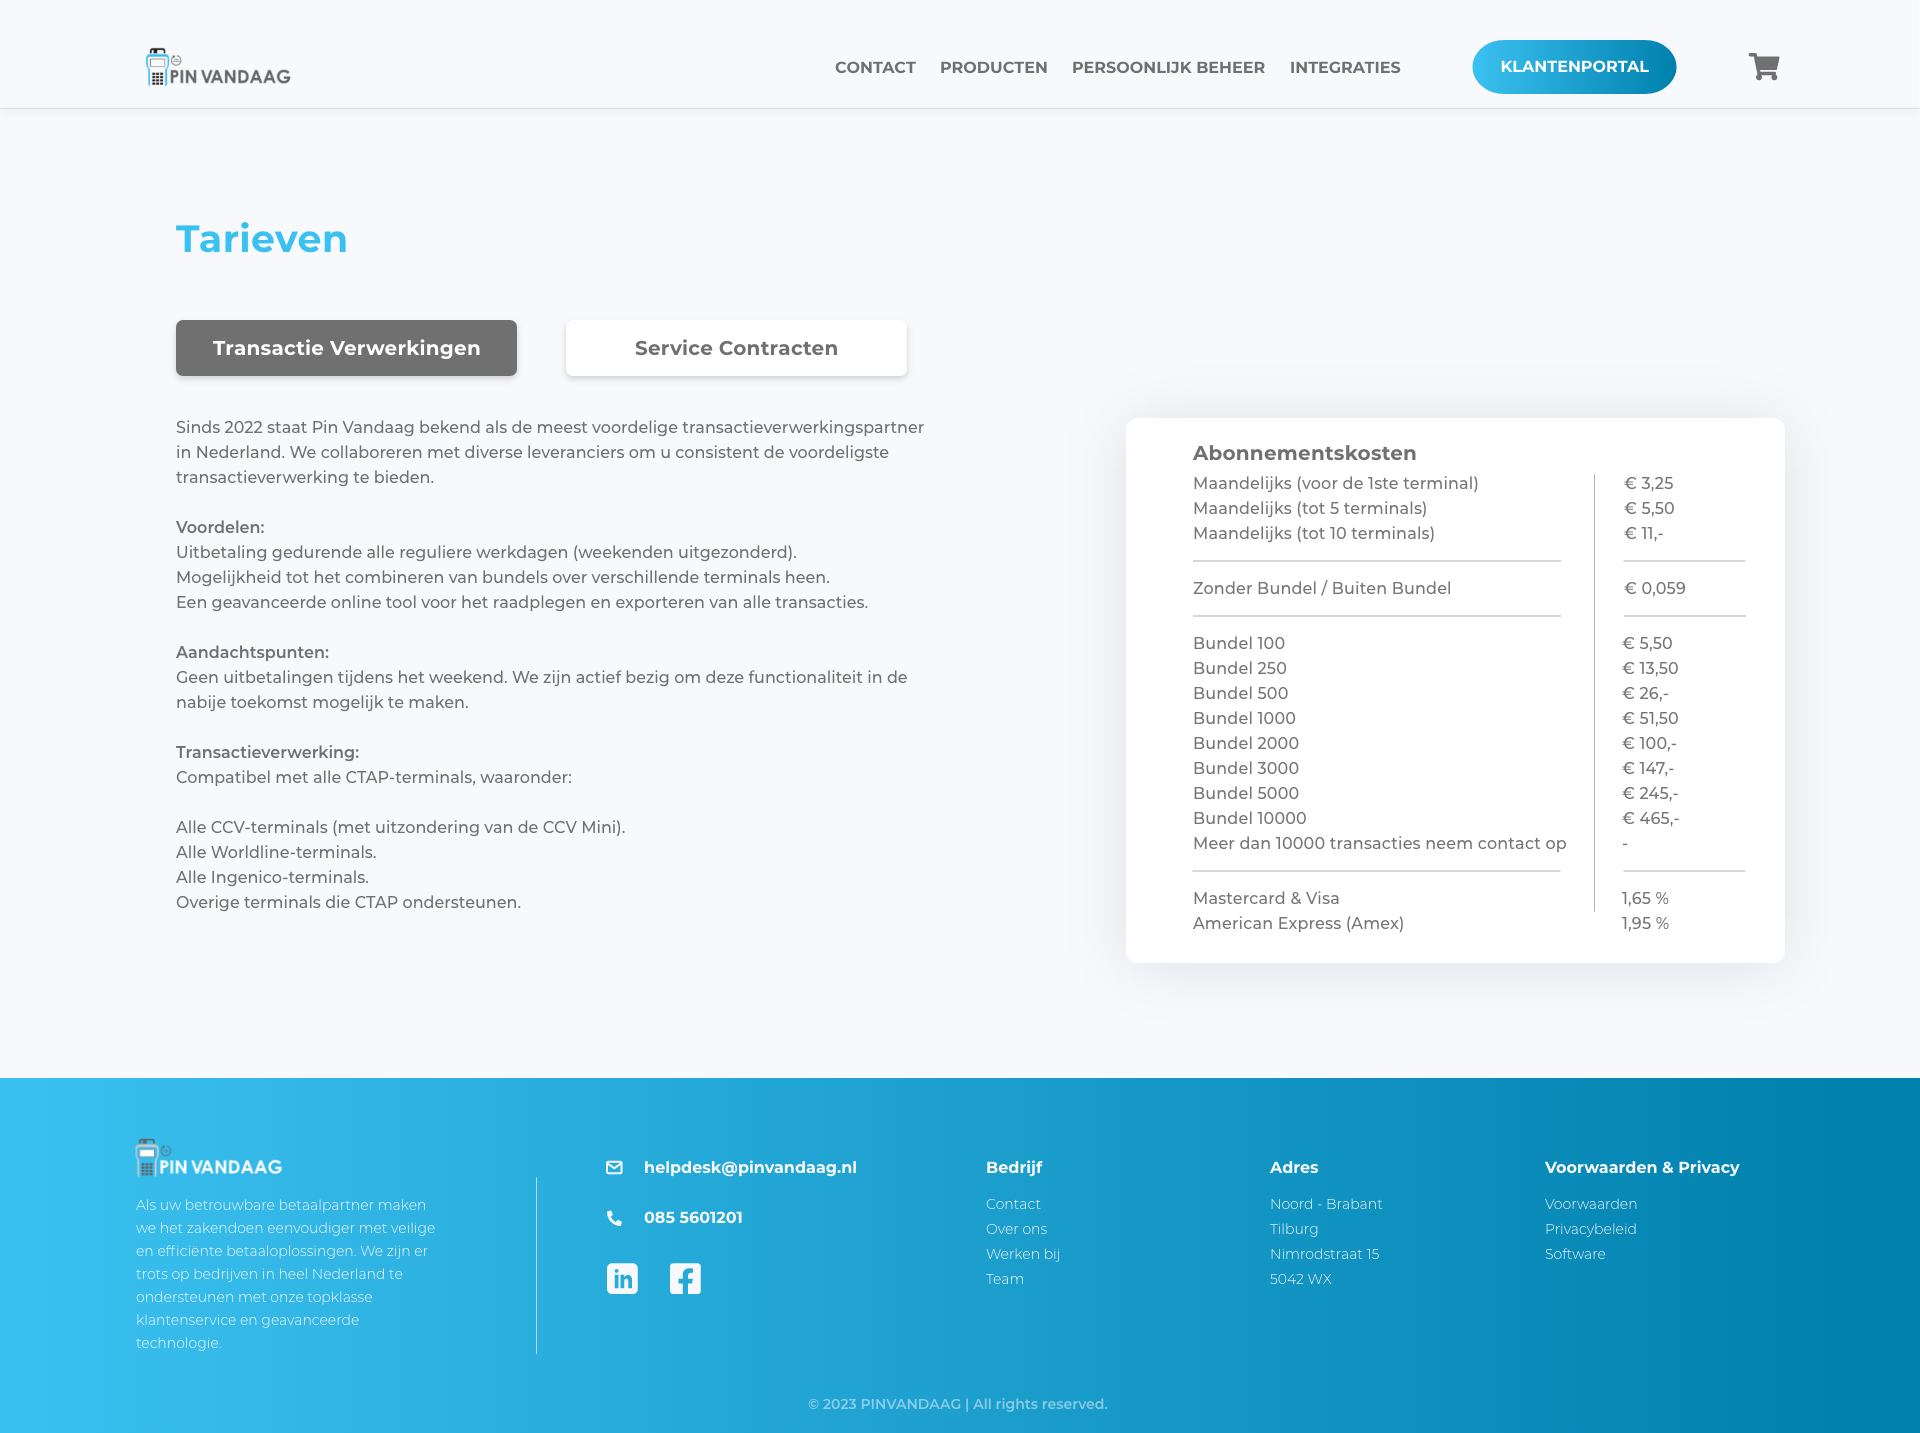 PIN VANDAAG
CONTACT
PRODUCTEN
PERSOONLIJK BEHEER
INTEGRATIES
KLANTENPORTAL
Tarieven
Transactie Verwerkingen
Service Contracten
Sinds 2022 staat Pin Vandaag bekend als de meest voordelige transactieverwerkingspartner
in Nederland. We collaboreren met diverse leveranciers om u consistent de voordeligste
transactieverwerking te bieden.
Voordelen:
Uitbetaling gedurende alle reguliere werkdagen (weekenden uitgezonderd).
Mogelijkheid tot het combineren van bundels over verschillende terminals heen.
Een geavanceerde online tool voor het raadplegen en exporteren van alle transacties.
Aandachtspunten:
Geen uitbetalingen tijdens het weekend. We zijn actief bezig om deze functionaliteit in de
nabije toekomst mogelijk te maken.
Transactieverwerking:
Compatibel met alle CTAP-terminals, waaronder:
Alle CCV-terminals (met uitzondering van de CCV Mini).
Alle Worldline-terminals.
Alle Ingenico-terminals.
Overige terminals die CTAP ondersteunen.
Abonnementskosten
Maandelijks (voor de 1ste terminal) € 3,25
Maandelijks (tot 5 terminals) € 5,50
Maandelijks (tot 10 terminals) € 11,-
Zonder Bundel / Buiten Bundel € 0,059
Bundel 100 € 5,50
Bundel 250 € 13,50
Bundel 500 € 26,-
Bundel 1000 € 51,50
Bundel 2000 € 100,-
Bundel 3000 € 147,-
Bundel 5000 € 245,-
Bundel 10000 € 465,-
Meer dan 10000 transacties neem contact op -
Mastercard & Visa 1,65 %
American Express (Amex) 1,95 %
PIN VANDAAG
Als uw betrouwbare betaalpartner maken
we het zakendoen eenvoudiger met veilige
en efficiënte betaaloplossingen. We zijn er
trots op bedrijven in heel Nederland te
ondersteunen met onze topklasse
klantenservice en geavanceerde
technologie.
helpdesk@pinvandaag.nl
085 5601201
in
Bedrijf
Contact
Over ons
Werken bij
Team
Adres
Noord - Brabant
Tilburg
Nimrodstraat 15
5042 WX
Voorwaarden & Privacy
Voorwaarden
Privacybeleid
Software
© 2023 PINVANDAAG | All rights reserved.